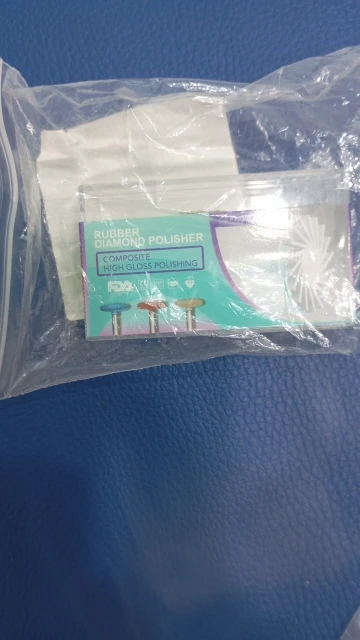 RUBBER
DIAMOND POLISHER
COMPOSITE
HIGH GLOSS POLISHING
FDA